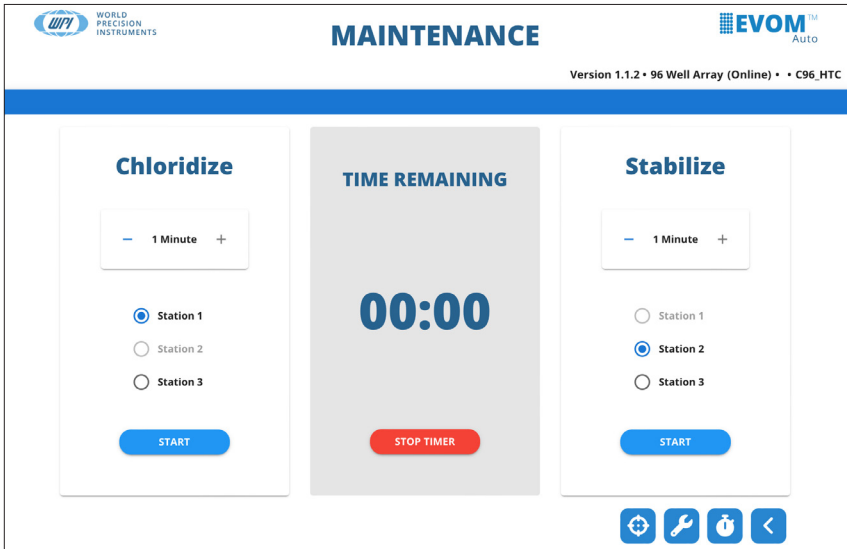 WPI
WORLD
PRECISION
INSTRUMENTS
MAINTENANCE
EVOM™
Auto
Version 1.1.2 • 96 Well Array (Online) • • C96_HTC
Chloridize
− 1 Minute +
Station 1
Station 2
Station 3
START
TIME REMAINING
00:00
STOP TIMER
Stabilize
− 1 Minute +
Station 1
Station 2
Station 3
START